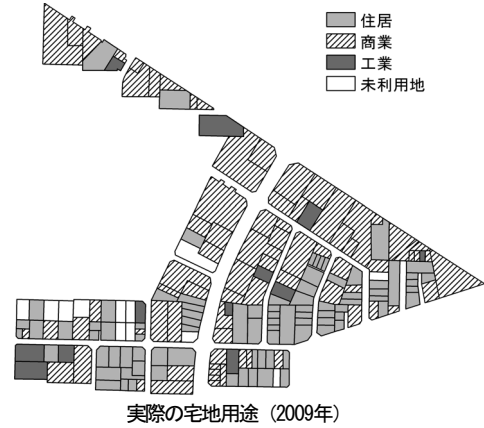 住居
商業
工業
未利用地
実際の宅地用途（2009年）